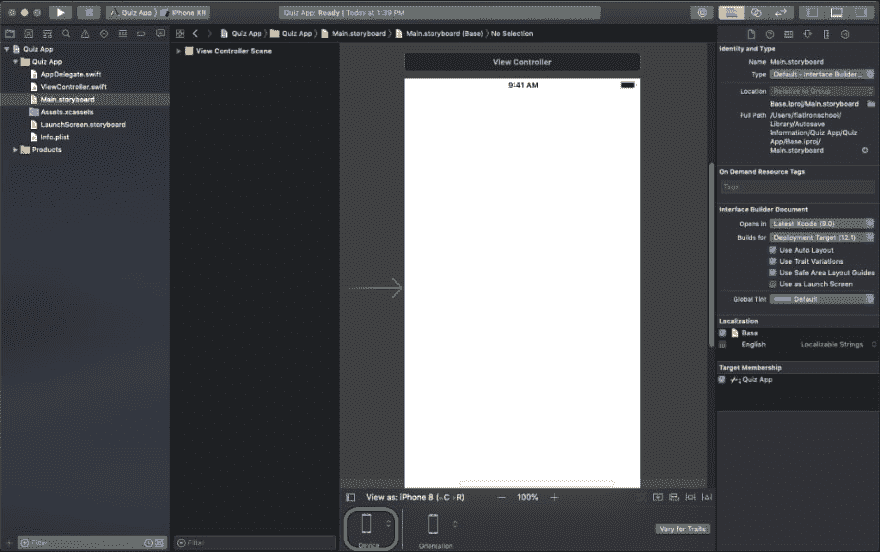 Quiz App
iPhone XR
Quiz App: Ready | Today at 1:39 PM
Quiz App
Quiz App
Main.storyboard
Main.storyboard (Base)
No Selection
Quiz App
Quiz App
AppDelegate.swift
ViewController.swift
Main.storyboard
Assets.xcassets
LaunchScreen.storyboard
Info.plist
Products
Filter
View Controller Scene
Filter
View Controller
9:41 AM
View as: iPhone 8 (C R)
100%
Device
Orientation
Vary for Traits
Identity and Type
Name Main.storyboard
Type Default - Interface Builder...
Location Relative to Group
Base.lproj/Main.storyboard
Full Path /Users/flatironschool/
Library/Autosave
Information/Quiz App/Quiz
App/Base.lproj/
Main.storyboard
On Demand Resource Tags
Tags
Interface Builder Document
Opens in Latest Xcode (9.0)
Builds for Deployment Target (12.1)
Use Auto Layout
Use Trait Variations
Use Safe Area Layout Guides
Use as Launch Screen
Global Tint Default
Localization
Base
English Localizable Strings
Target Membership
Quiz App